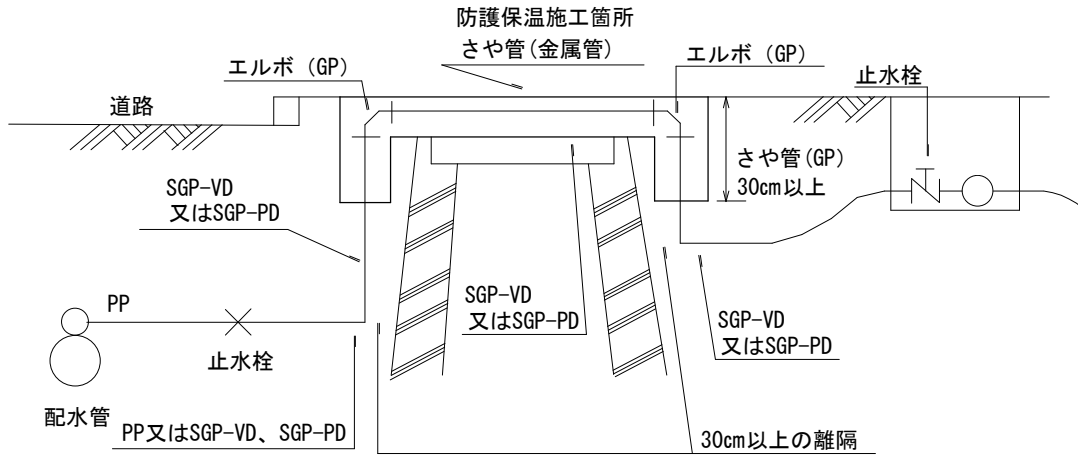 防護保温施工箇所
さや管(金属管)
エルボ (GP)
エルボ (GP)
止水栓
道路
さや管(GP)
30cm以上
SGP-VD
又はSGP-PD
SGP-VD
又はSGP-PD
SGP-VD
又はSGP-PD
PP
止水栓
配水管
PP又はSGP-VD、SGP-PD
30cm以上の離隔